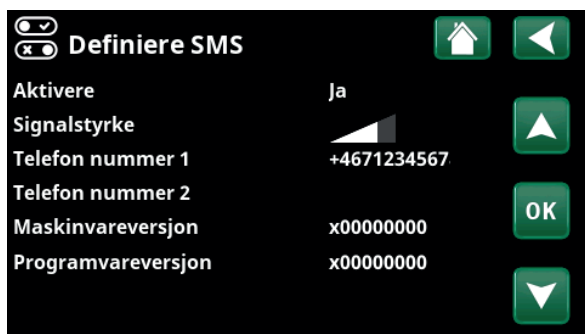 Definiere SMS
Aktivere Ja
Signalstyrke
Telefon nummer 1 +4671234567
Telefon nummer 2
Maskinvareversjon x00000000
OK
Programvareversjon x00000000